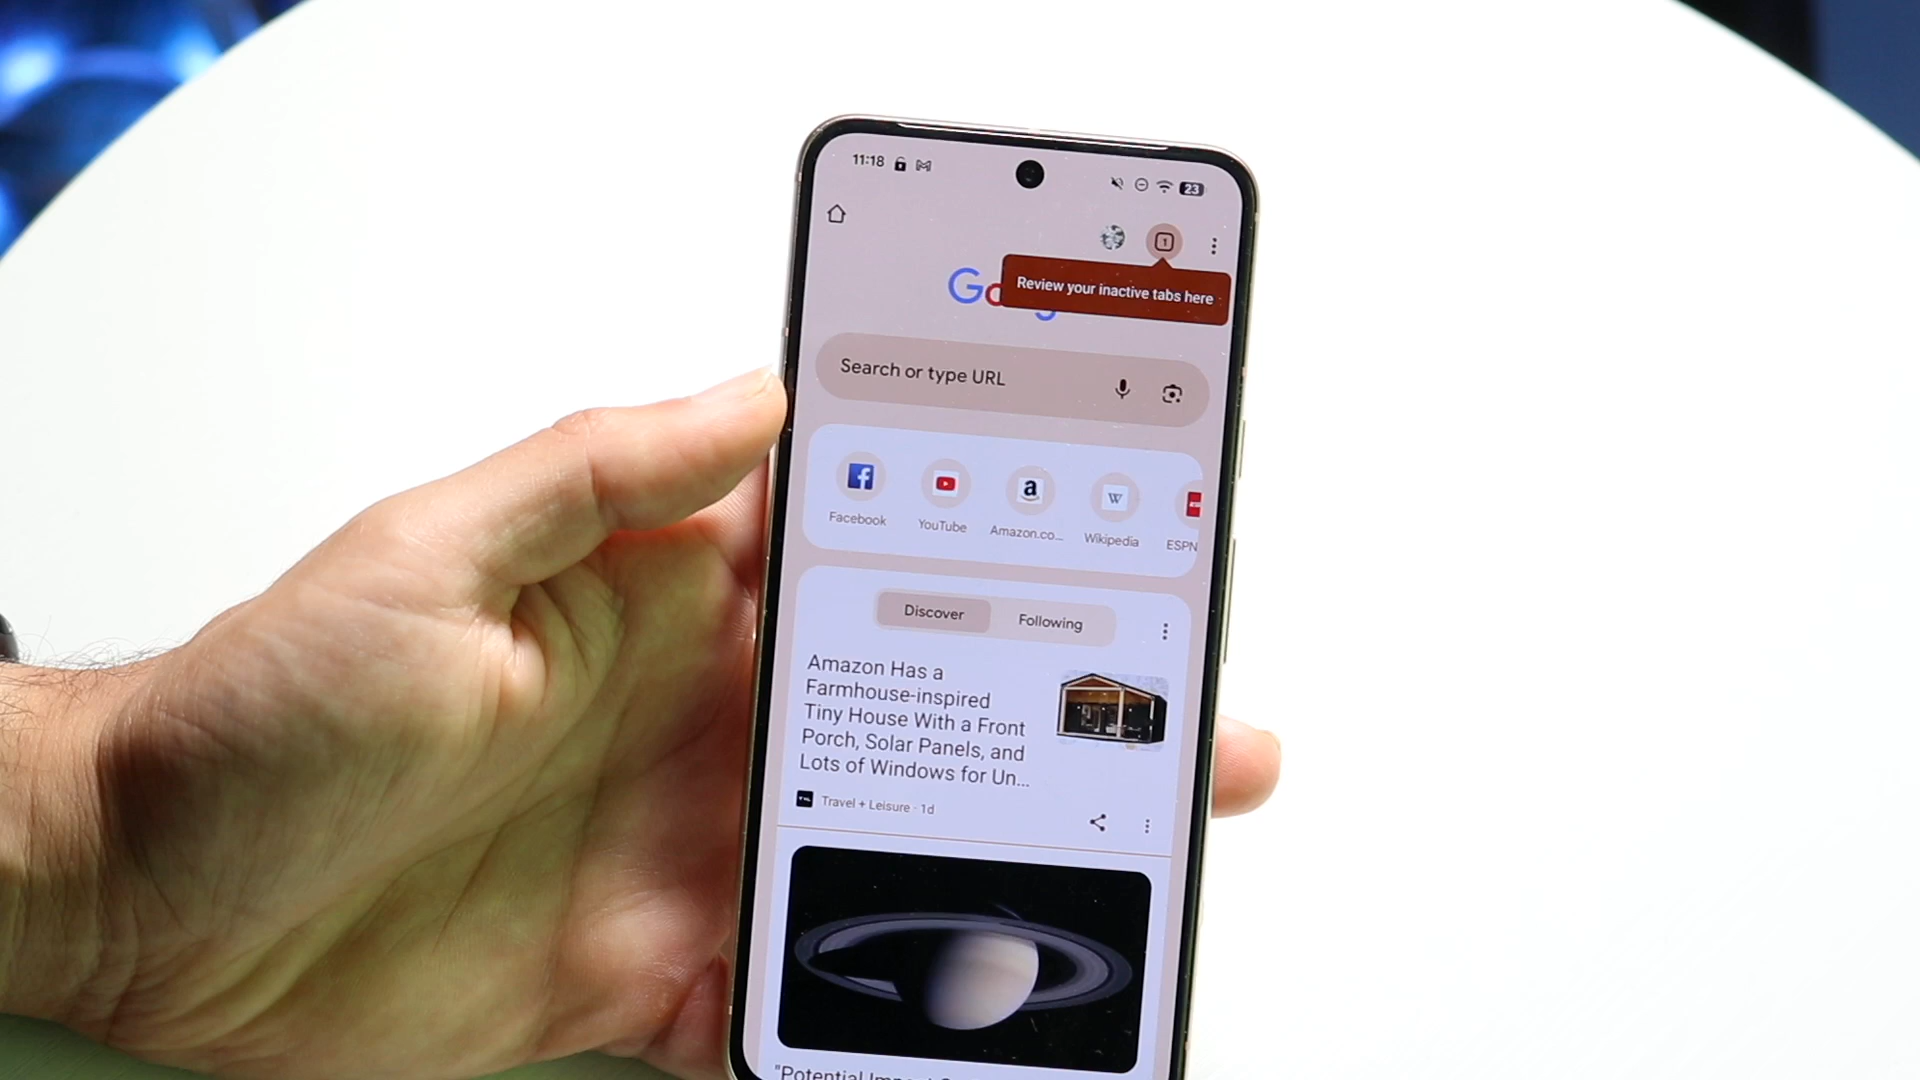 11:18
23
1
Review your inactive tabs here
Search or type URL
Facebook
YouTube
Amazon.co...
Wikipedia
ESPN
Discover
Following
Amazon Has a
Farmhouse-inspired
Tiny House With a Front
Porch, Solar Panels, and
Lots of Windows for Un...
Travel + Leisure · 1d
"Potential